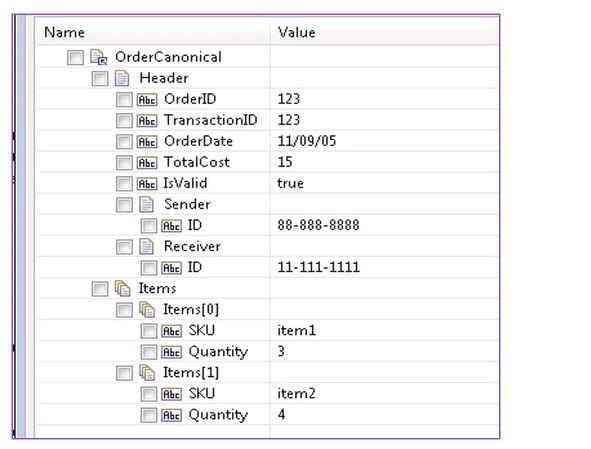 Name Value
OrderCanonical
Header
Abc OrderID 123
Abc TransactionID 123
Abc OrderDate 11/09/05
Abc TotalCost 15
Abc IsValid true
Sender
Abc ID 88-888-8888
Receiver
Abc ID 11-111-1111
Items
Items[0]
Abc SKU item1
Abc Quantity 3
Items[1]
Abc SKU item2
Abc Quantity 4